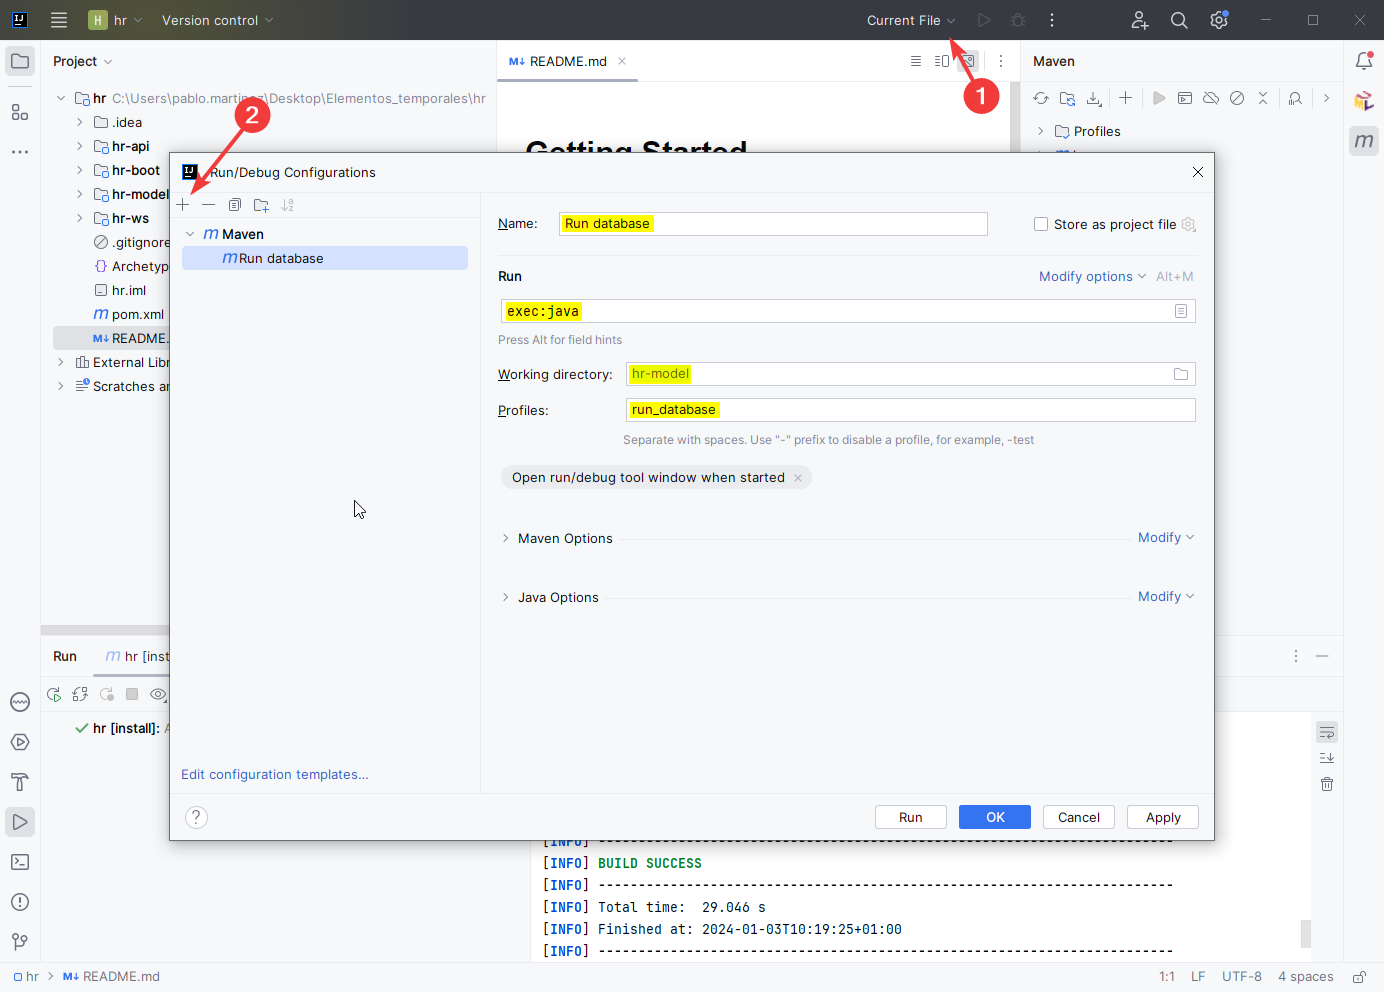 H hr
Version control
Current File
Project
README.md
Maven
1
hr C:\Users\pablo.martinez\Desktop\Elementos_temporales\hr
2
.idea
Profiles
hr-api
Getting Started
hr-boot
Run/Debug Configurations
hr-model
hr-ws
Maven
Name: Run database
Store as project file
.gitignore
Run database
Archetyp
Run
Modify options Alt+M
hr.iml
exec:java
pom.xml
Press Alt for field hints
README.
External Libr
Working directory: hr-model
Scratches ar
Profiles: run_database
Separate with spaces. Use "-" prefix to disable a profile, for example, -test
Open run/debug tool window when started
Maven Options
Modify
Java Options
Modify
Run
hr [inst
hr [install]:
Edit configuration templates...
?
Run
OK
Cancel
Apply
[INFO] ------------------------------------------------------------------------
[INFO] BUILD SUCCESS
[INFO] ------------------------------------------------------------------------
[INFO] Total time:  29.046 s
[INFO] Finished at: 2024-01-03T10:19:25+01:00
[INFO] ------------------------------------------------------------------------
hr > README.md
1:1 LF UTF-8 4 spaces